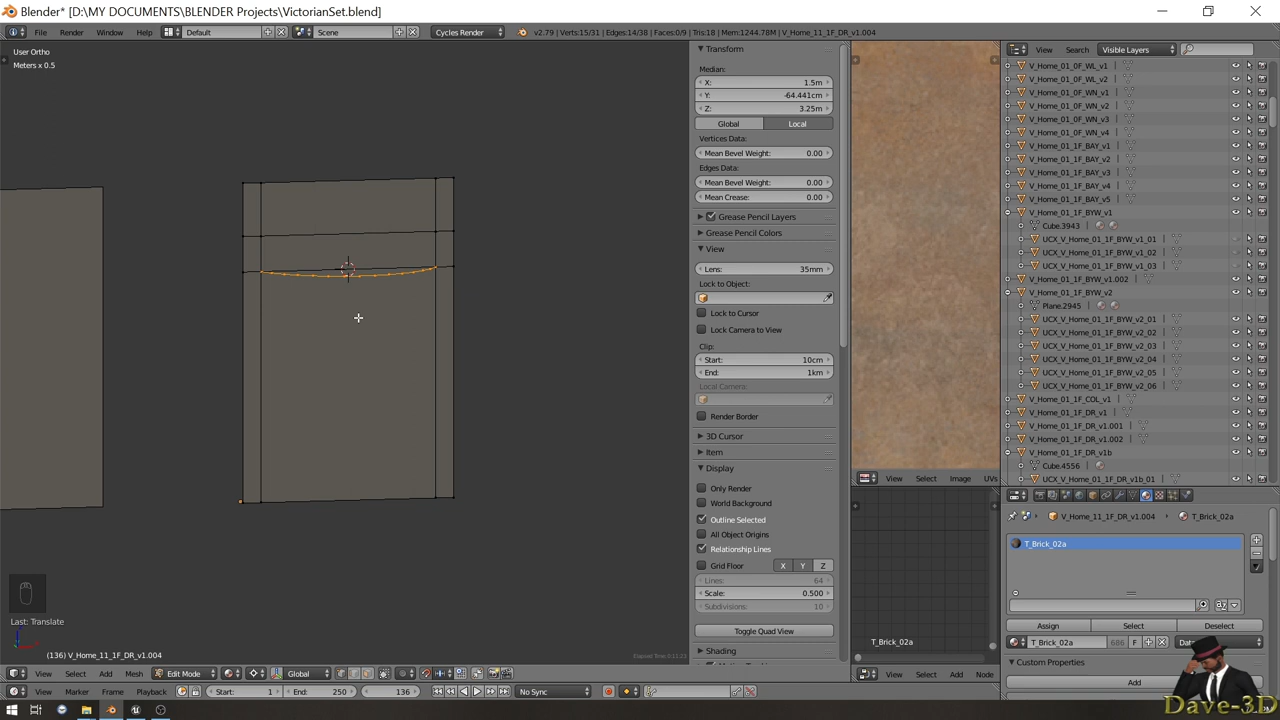 Blender* [D:\MY DOCUMENTS\BLENDER Projects\VictorianSet.blend]
File Render Window Help Default Scene Cycles Render v2.79 | Verts:15/31 | Edges:14/38 | Faces:0/9 | Tris:18 | Mem:1244.78M | V_Home_11_1F_DR_v1.004
User Ortho
Meters x 0.5
Transform
Median:
X: 1.5m
Y: -64.441cm
Z: 3.25m
Global Local
Vertices Data:
Mean Bevel Weight: 0.00
Edges Data:
Mean Bevel Weight: 0.00
Mean Crease: 0.00
Grease Pencil Layers
Grease Pencil Colors
View
Lens: 35mm
Lock to Object:
Lock to Cursor
Lock Camera to View
Clip:
Start: 10cm
End: 1km
Local Camera:
Render Border
3D Cursor
Item
Display
Only Render
World Background
Outline Selected
All Object Origins
Relationship Lines
Grid Floor X Y Z
Lines: 64
Scale: 0.500
Subdivisions: 10
Toggle Quad View
Shading
View Select Image UVs
T_Brick_02a
View Select Add Node
View Search Visible Layers
V_Home_01_0F_WL_v1
V_Home_01_0F_WL_v2
V_Home_01_0F_WN_v1
V_Home_01_0F_WN_v2
V_Home_01_0F_WN_v3
V_Home_01_0F_WN_v4
V_Home_01_1F_BAY_v1
V_Home_01_1F_BAY_v2
V_Home_01_1F_BAY_v3
V_Home_01_1F_BAY_v4
V_Home_01_1F_BAY_v5
V_Home_01_1F_BYW_v1
Cube.3943
UCX_V_Home_01_1F_BYW_v1_01
UCX_V_Home_01_1F_BYW_v1_02
UCX_V_Home_01_1F_BYW_v1_03
V_Home_01_1F_BYW_v1.002
V_Home_01_1F_BYW_v2
Plane.2945
UCX_V_Home_01_1F_BYW_v2_01
UCX_V_Home_01_1F_BYW_v2_02
UCX_V_Home_01_1F_BYW_v2_03
UCX_V_Home_01_1F_BYW_v2_04
UCX_V_Home_01_1F_BYW_v2_05
UCX_V_Home_01_1F_BYW_v2_06
V_Home_01_1F_COL_v1
V_Home_01_1F_DR_v1
V_Home_01_1F_DR_v1.001
V_Home_01_1F_DR_v1.002
V_Home_01_1F_DR_v1b
Cube.4556
UCX_V_Home_01_1F_DR_v1b_01
V_Home_11_1F_DR_v1.004 T_Brick_02a
T_Brick_02a
Assign Select Deselect
T_Brick_02a 686 F
Custom Properties
Add
Last: Translate
(136) V_Home_11_1F_DR_v1.004
View Select Add Mesh Edit Mode Global
View Marker Frame Playback Start: 1 End: 250 136 No Sync
Dave-3D